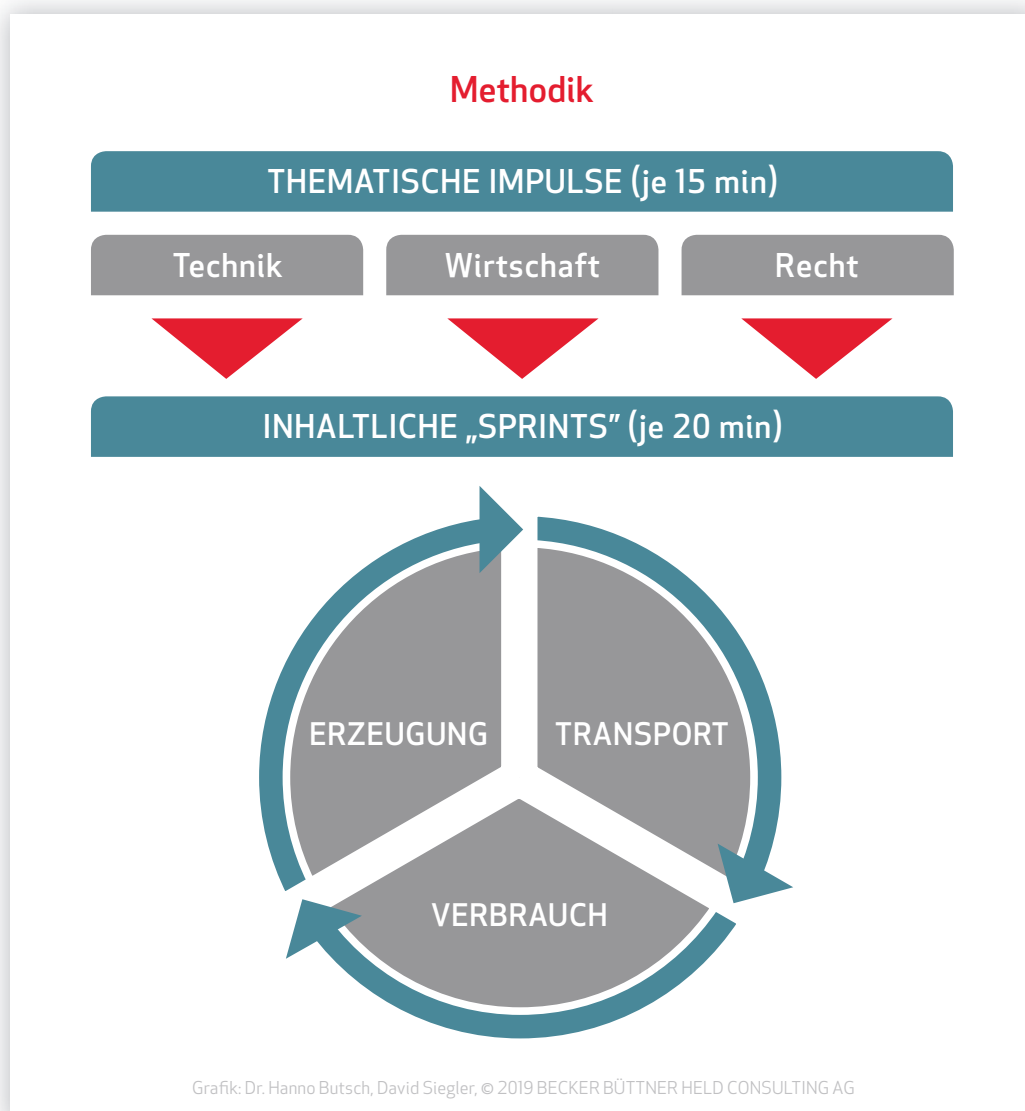 Methodik
THEMATISCHE IMPULSE (je 15 min)
Technik
Wirtschaft
Recht
INHALTLICHE „SPRINTS” (je 20 min)
ERZEUGUNG
TRANSPORT
VERBRAUCH
Grafik: Dr. Hanno Butsch, David Siegler, © 2019 BECKER BÜTTNER HELD CONSULTING AG